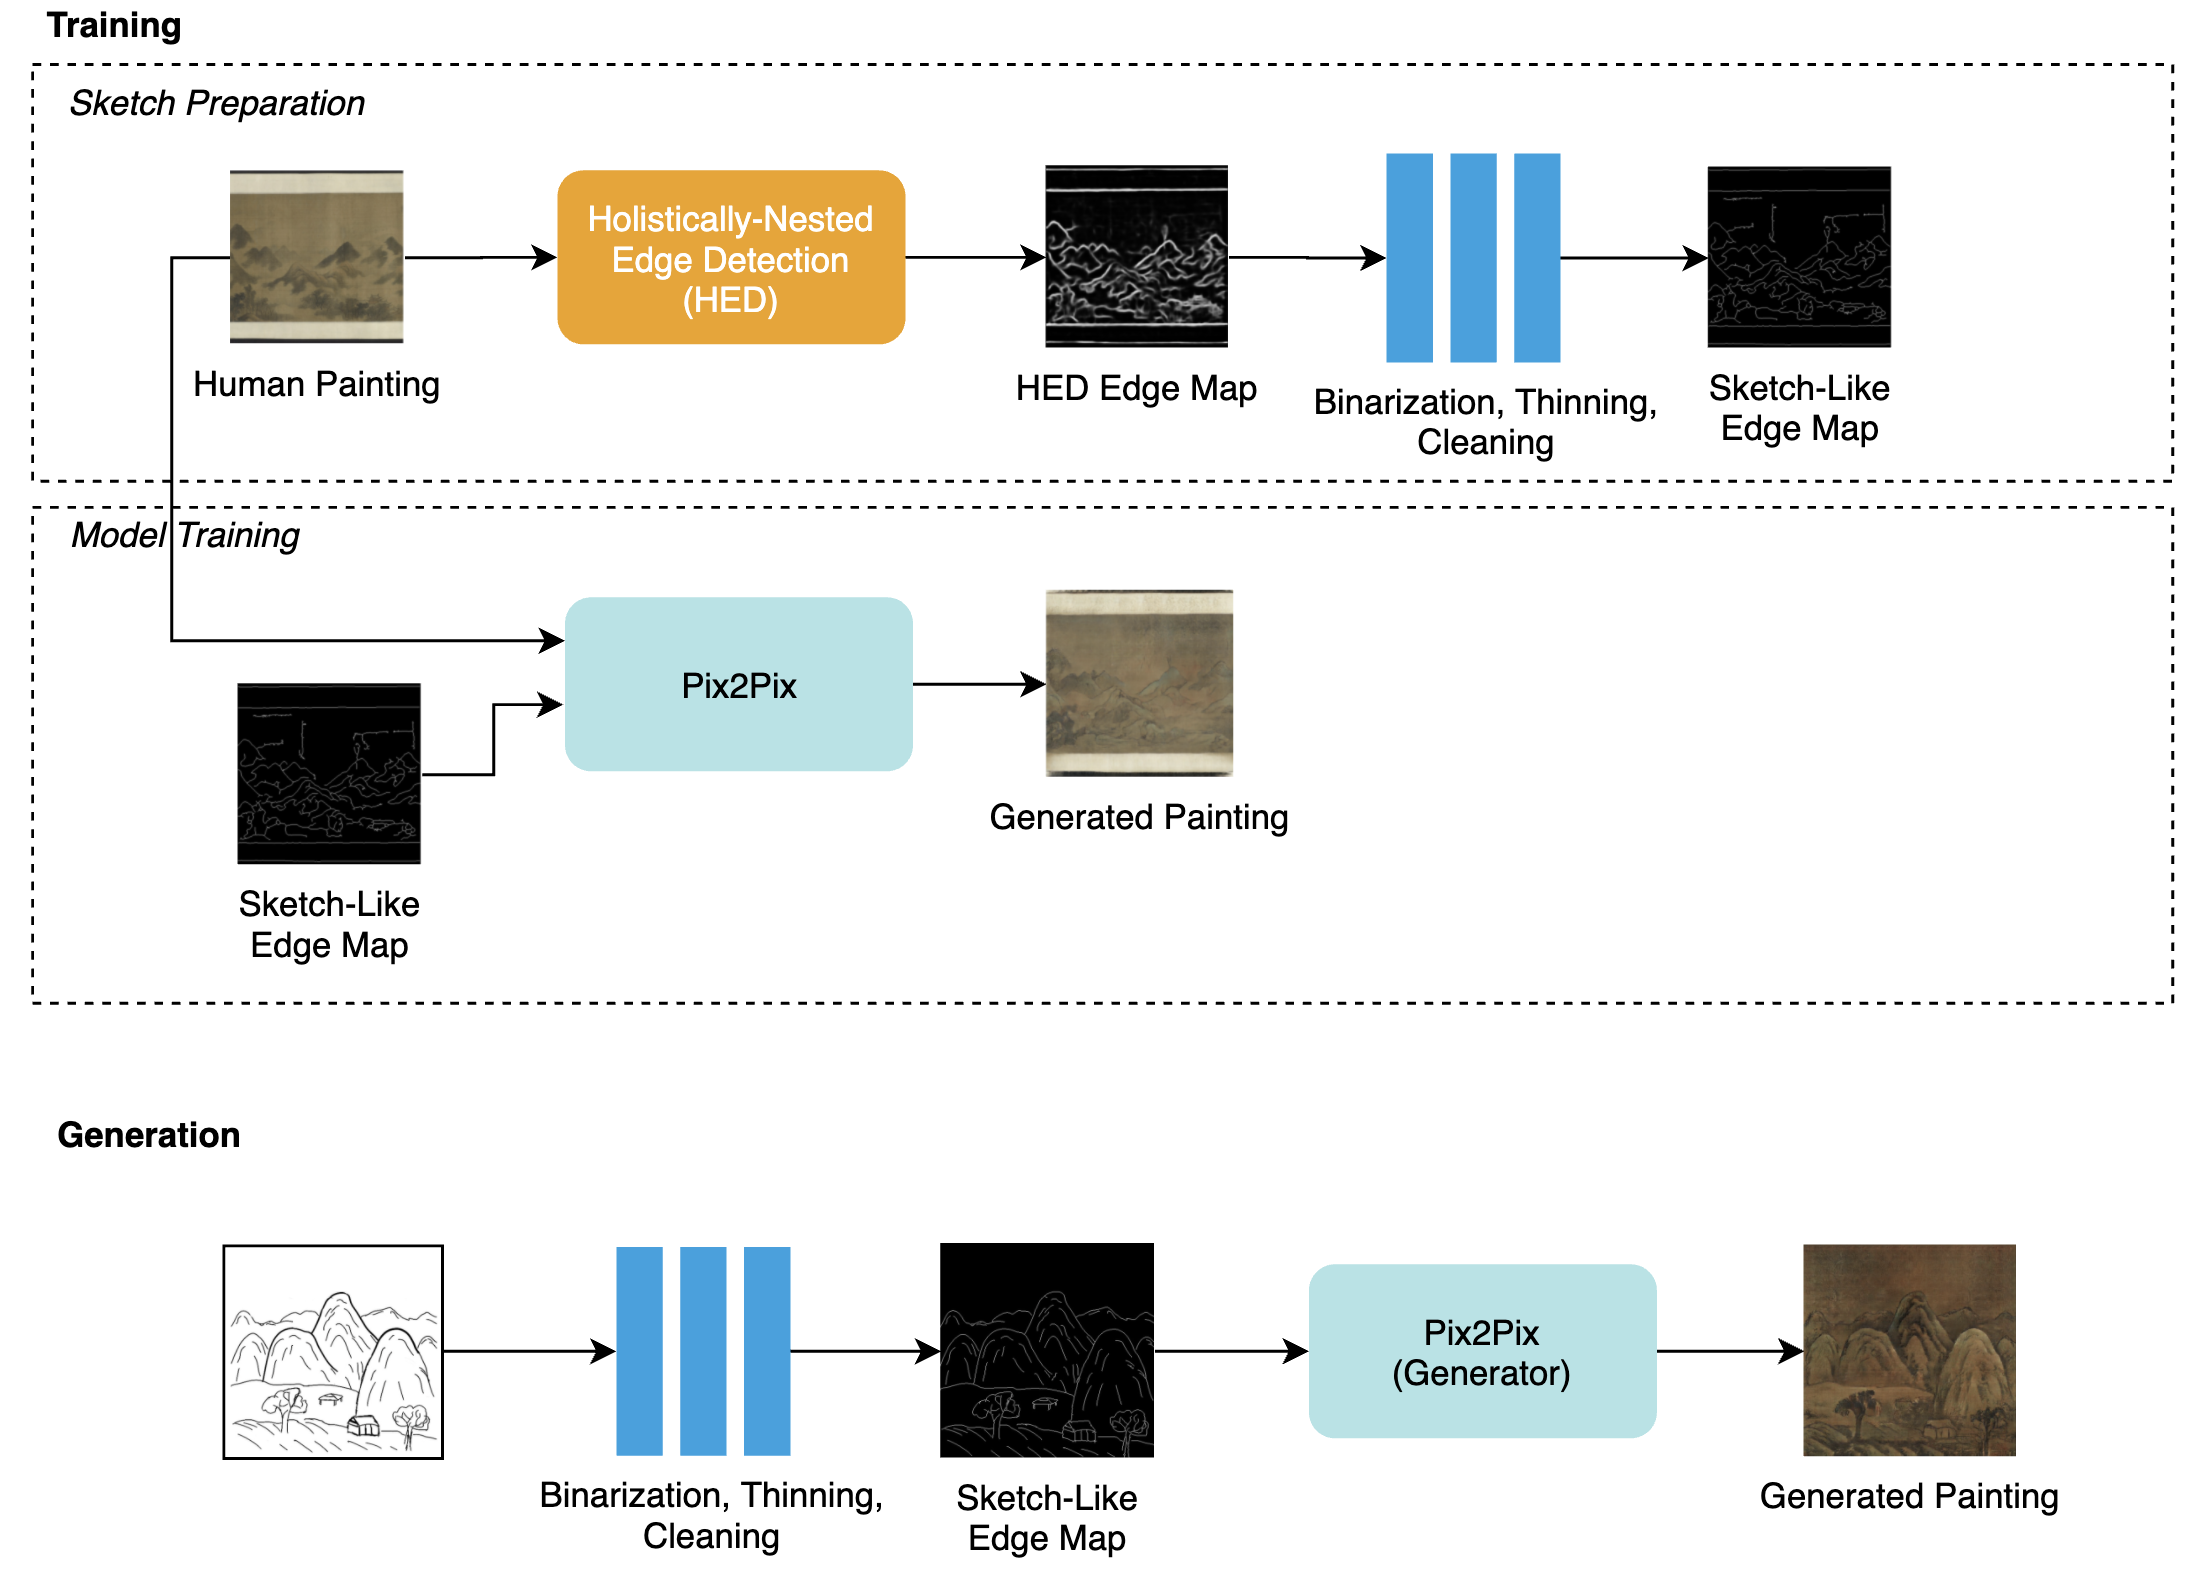 Training
Sketch Preparation
Holistically-Nested
Edge Detection
(HED)
Human Painting
HED Edge Map
Binarization, Thinning,
Cleaning
Sketch-Like
Edge Map
Model Training
Pix2Pix
Generated Painting
Sketch-Like
Edge Map
Generation
Binarization, Thinning,
Cleaning
Sketch-Like
Edge Map
Pix2Pix
(Generator)
Generated Painting